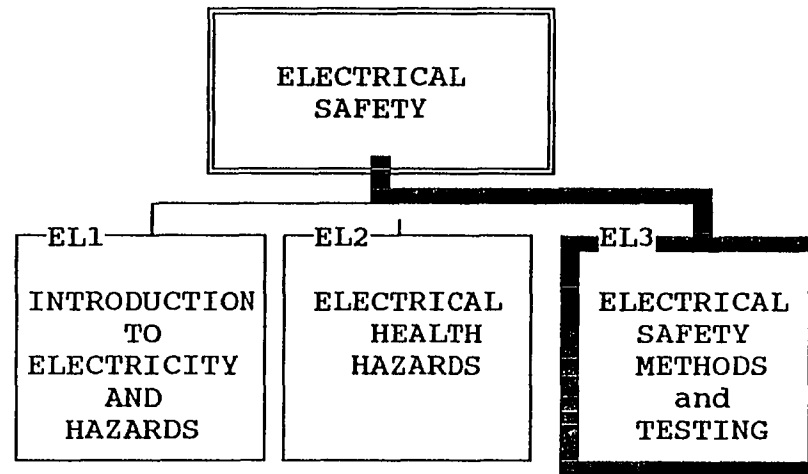 ELECTRICAL
SAFETY
EL1
INTRODUCTION
TO
ELECTRICITY
AND
HAZARDS
EL2
ELECTRICAL
HEALTH
HAZARDS
EL3
ELECTRICAL
SAFETY
METHODS
and
TESTING